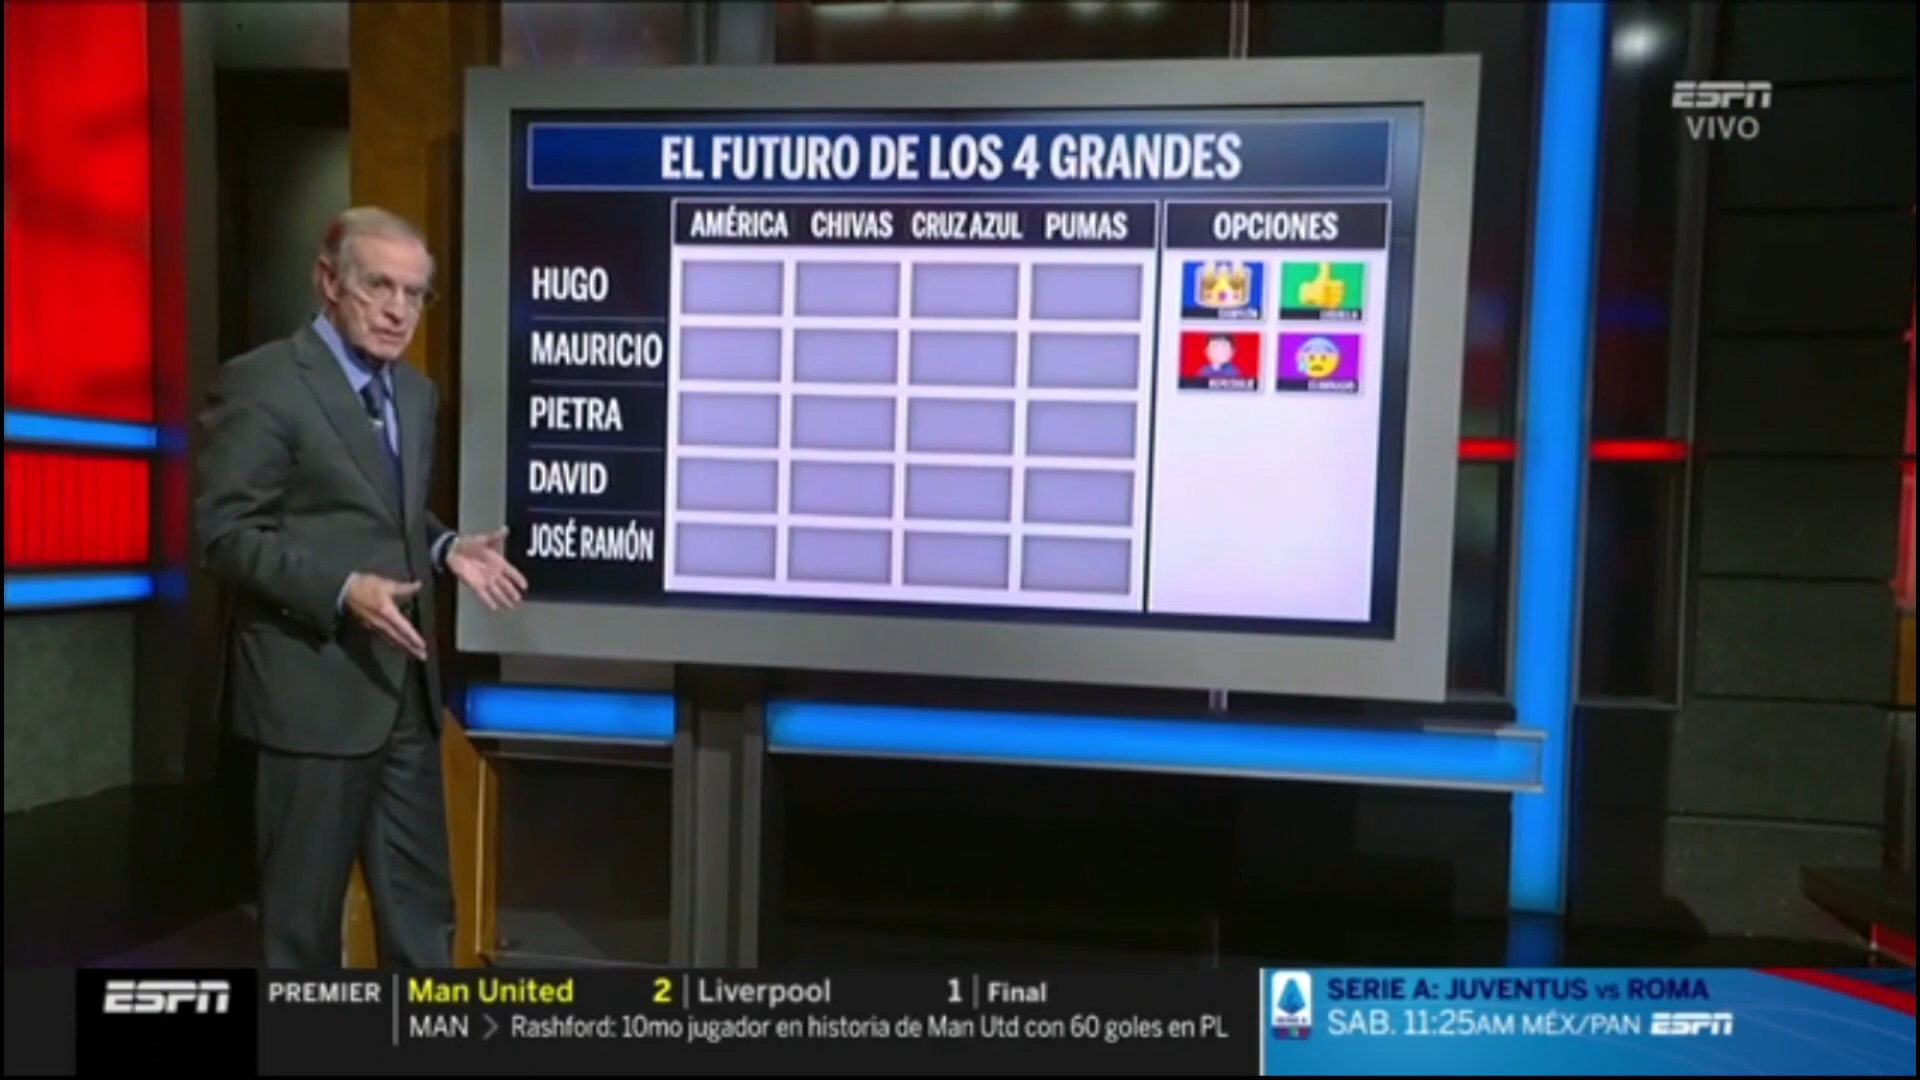 ESPN
VIVO
EL FUTURO DE LOS 4 GRANDES
AMÉRICA CHIVAS CRUZ AZUL PUMAS OPCIONES
HUGO
MAURICIO
PIETRA
DAVID
JOSÉ RAMÓN
ESPN PREMIER Man United 2 Liverpool 1 Final
MAN > Rashford: 10mo jugador en historia de Man Utd con 60 goles en PL
SERIE A: JUVENTUS vs ROMA
SAB. 11:25AM MÉX/PAN ESPN